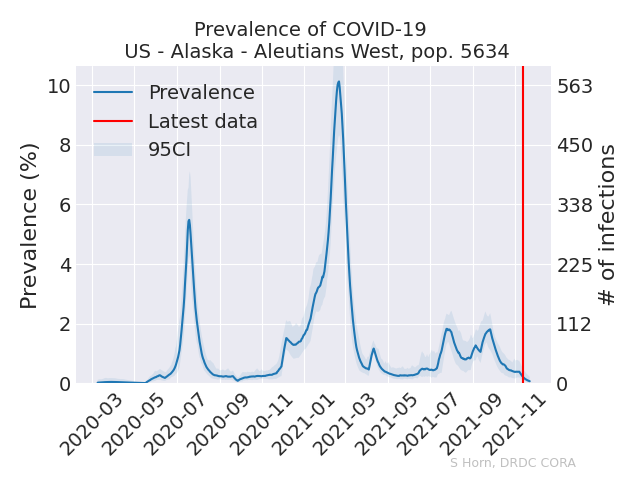 Prevalence of COVID-19
US - Alaska - Aleutians West, pop. 5634
Prevalence
Latest data
95CI
Prevalence (%)
10
8
6
4
2
0
# of infections
563
450
338
225
112
0
2020-03
2020-05
2020-07
2020-09
2020-11
2021-01
2021-03
2021-05
2021-07
2021-09
2021-11
S Horn, DRDC CORA